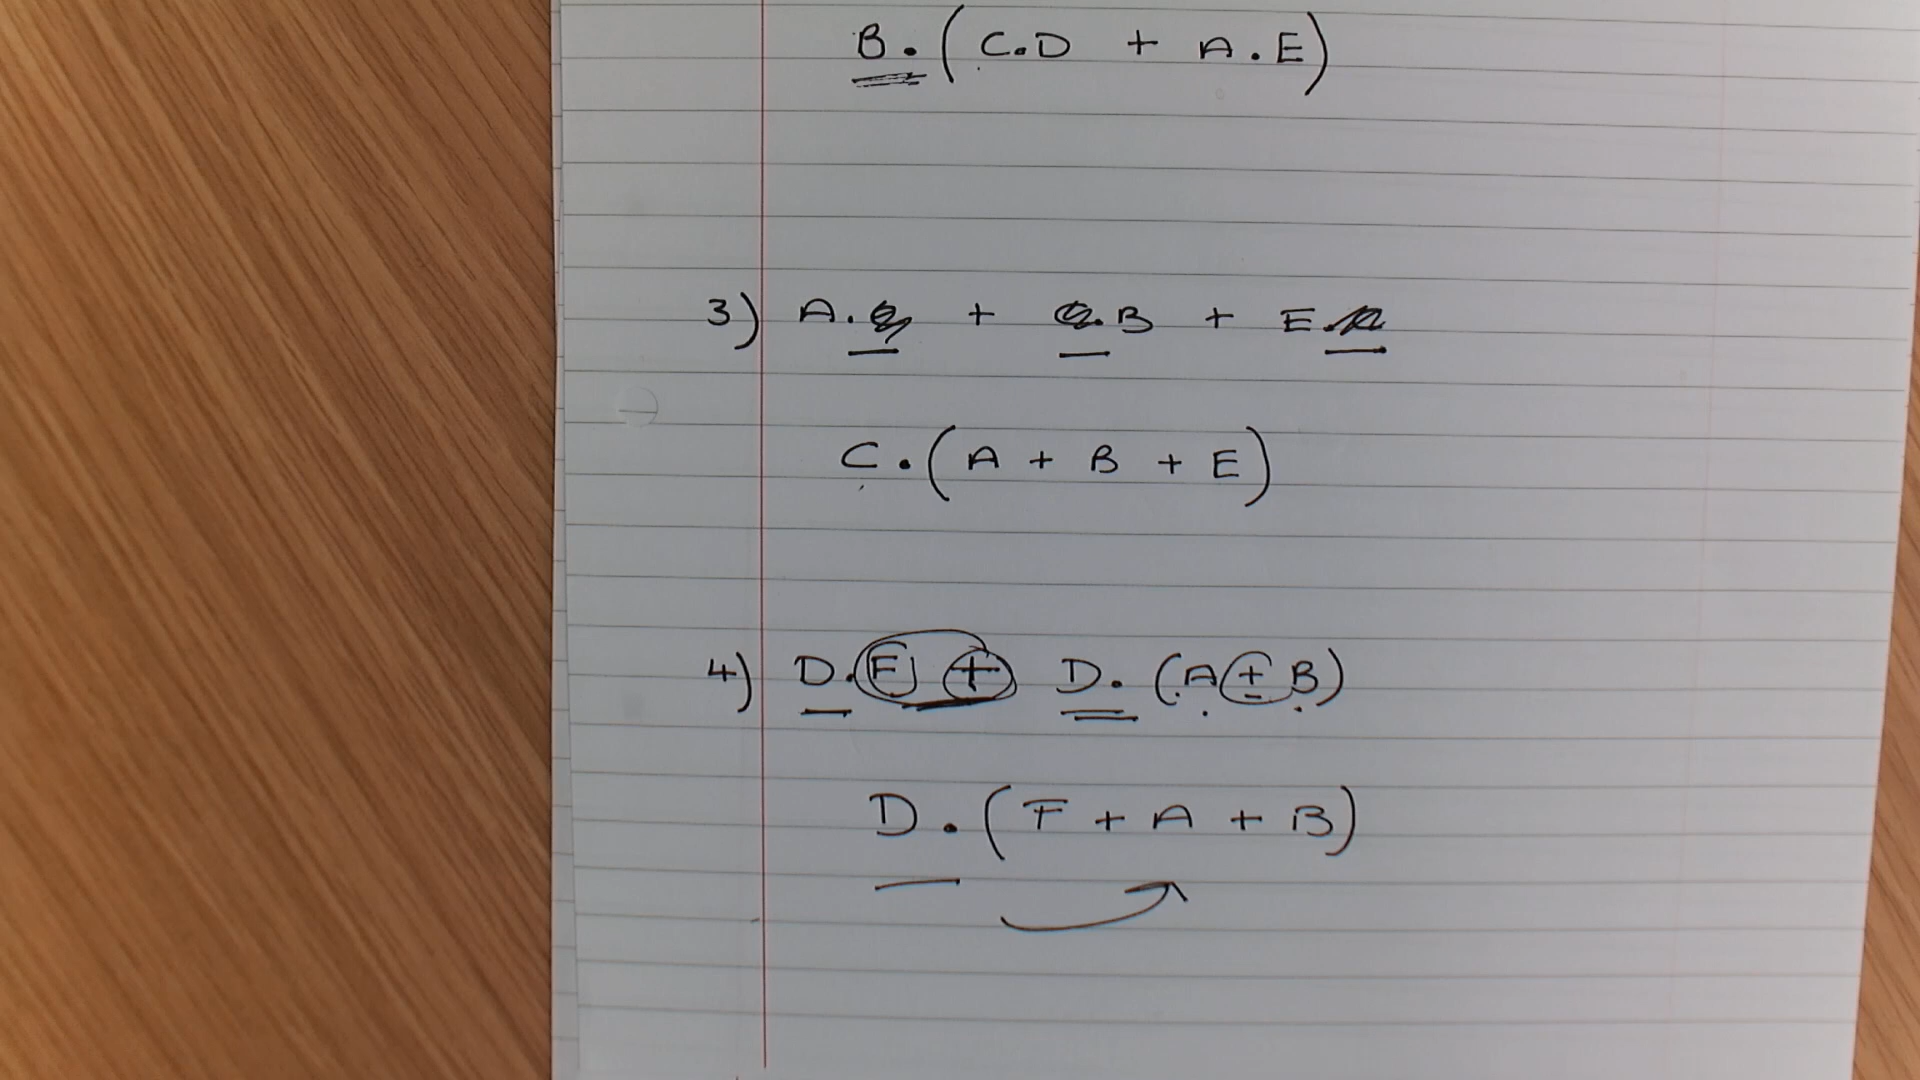 B.(C.D + A.E)
3) A. + .B + E.
C.(A + B + E)
4) D.F + D.(A + B)
D.(F + A + B)